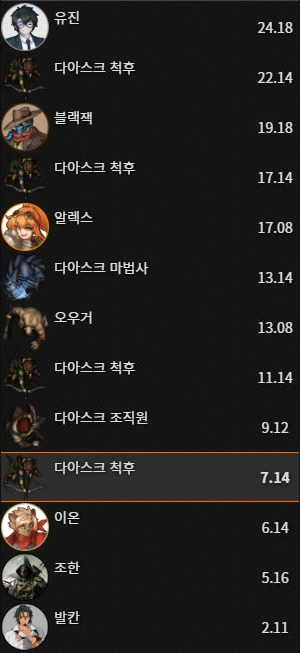 유진
24.18
다아스크 척후
22.14
블랙잭
19.18
다아스크 척후
17.14
알렉스
17.08
다아스크 마법사
13.14
오우거
13.08
다아스크 척후
11.14
다아스크 조직원
9.12
다아스크 척후
7.14
이온
6.14
조한
5.16
발칸
2.11